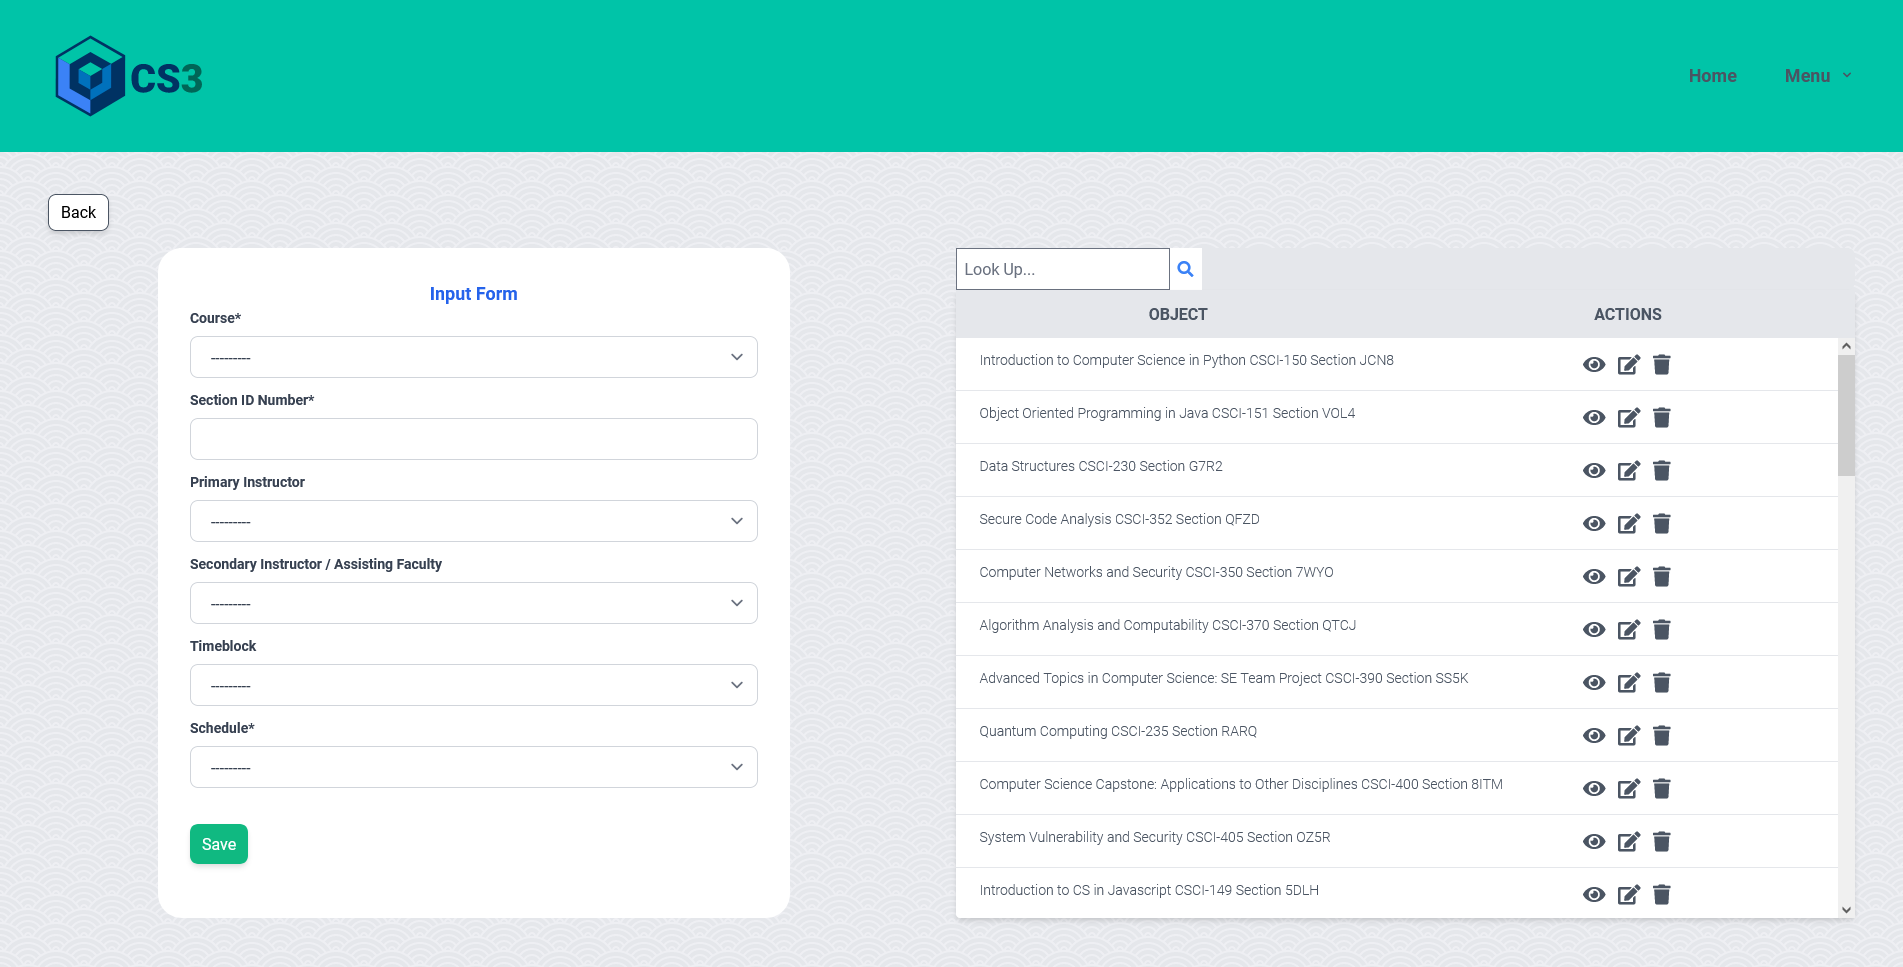 CS3
Home
Menu
Back
Input Form
Course*
---------
Section ID Number*
Primary Instructor
---------
Secondary Instructor / Assisting Faculty
---------
Timeblock
---------
Schedule*
---------
Save
Look Up...
OBJECT ACTIONS
Introduction to Computer Science in Python CSCI-150 Section JCN8
Object Oriented Programming in Java CSCI-151 Section VOL4
Data Structures CSCI-230 Section G7R2
Secure Code Analysis CSCI-352 Section QFZD
Computer Networks and Security CSCI-350 Section 7WYO
Algorithm Analysis and Computability CSCI-370 Section QTCJ
Advanced Topics in Computer Science: SE Team Project CSCI-390 Section SS5K
Quantum Computing CSCI-235 Section RARQ
Computer Science Capstone: Applications to Other Disciplines CSCI-400 Section 8ITM
System Vulnerability and Security CSCI-405 Section OZ5R
Introduction to CS in Javascript CSCI-149 Section 5DLH